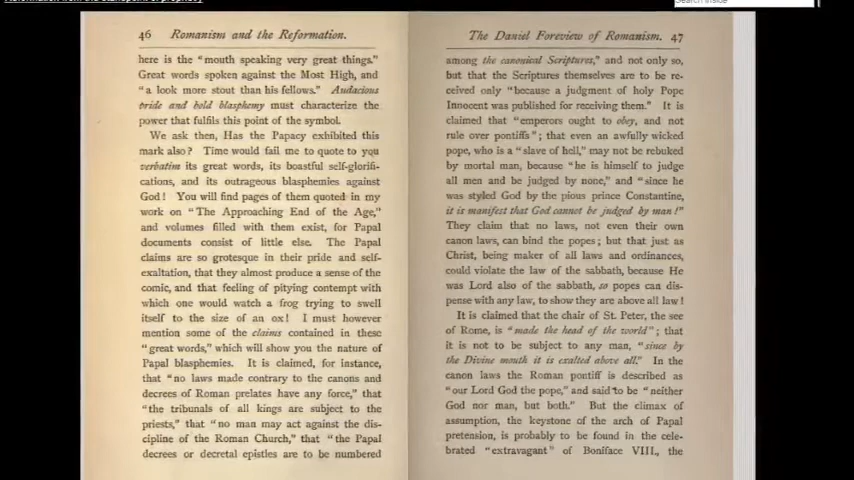 Search inside
46 Romanism and the Reformation.
here is the "mouth speaking very great things."
Great words spoken against the Most High, and
"a look more stout than his fellows." Audacious
pride and bold blasphemy must characterize the
power that fulfils this point of the symbol.
We ask then, Has the Papacy exhibited this
mark also? Time would fail me to quote to you
verbatim its great words, its boastful self-glorifi-
cations, and its outrageous blasphemies against
God! You will find pages of them quoted in my
work on "The Approaching End of the Age,"
and volumes filled with them exist, for Papal
documents consist of little else. The Papal
claims are so grotesque in their pride and self-
exaltation, that they almost produce a sense of the
comic, and that feeling of pitying contempt with
which one would watch a frog trying to swell
itself to the size of an ox! I must however
mention some of the claims contained in these
"great words," which will show you the nature of
Papal blasphemies. It is claimed, for instance,
that "no laws made contrary to the canons and
decrees of Roman prelates have any force," that
"the tribunals of all kings are subject to the
priests," that "no man may act against the dis-
cipline of the Roman Church," that "the Papal
decrees or decretal epistles are to be numbered
The Daniel Foreview of Romanism. 47
among the canonical Scriptures," and not only so,
but that the Scriptures themselves are to be re-
ceived only "because a judgment of holy Pope
Innocent was published for receiving them." It is
claimed that "emperors ought to obey, and not
rule over pontiffs"; that even an awfully wicked
pope, who is a "slave of hell," may not be rebuked
by mortal man, because "he is himself to judge
all men and be judged by none," and "since he
was styled God by the pious prince Constantine,
it is manifest that God cannot be judged by man!"
They claim that no laws, not even their own
canon laws, can bind the popes; but that just as
Christ, being maker of all laws and ordinances,
could violate the law of the sabbath, because He
was Lord also of the sabbath, so popes can dis-
pense with any law, to show they are above all law!
It is claimed that the chair of St. Peter, the see
of Rome, is "made the head of the world"; that
it is not to be subject to any man, "since by
the Divine mouth it is exalted above all." In the
canon laws the Roman pontiff is described as
"our Lord God the pope," and said to be "neither
God nor man, but both." But the climax of
assumption, the keystone of the arch of Papal
pretension, is probably to be found in the cele-
brated "extravagant" of Boniface VIII., the